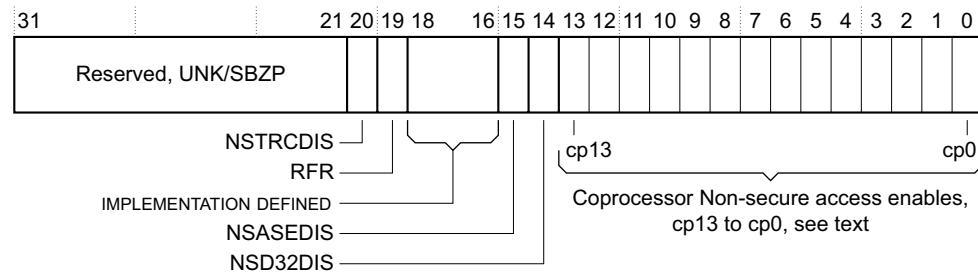 31 21 20 19 18 16 15 14 13 12 11 10 9 8 7 6 5 4 3 2 1 0
Reserved, UNK/SBZP
NSTRCDIS
RFR
IMPLEMENTATION DEFINED
NSASEDIS
NSD32DIS
cp13 cp0
Coprocessor Non-secure access enables,
cp13 to cp0, see text